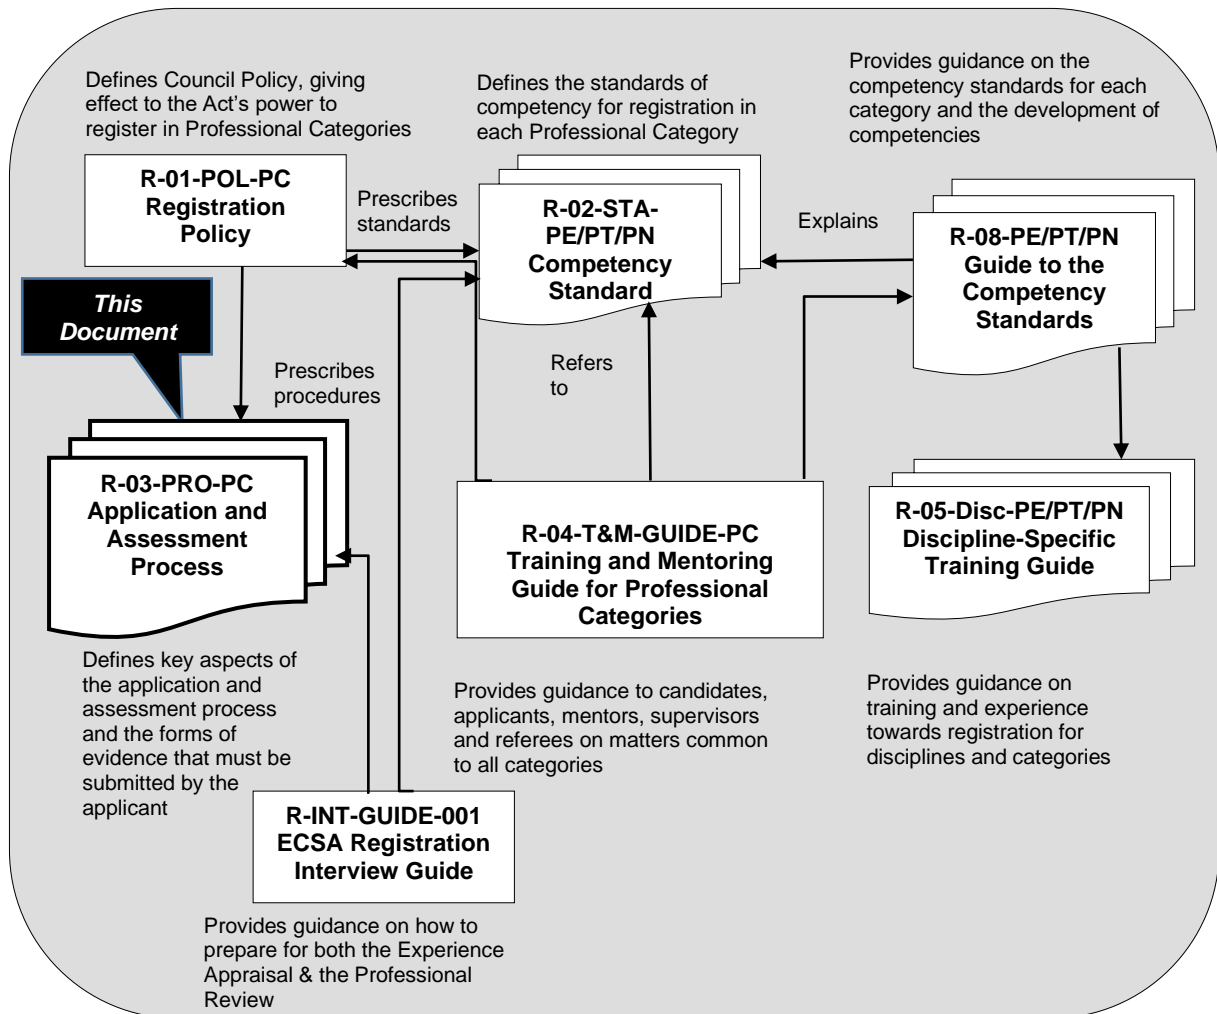 Defines Council Policy, giving
effect to the Act's power to
register in Professional Categories
Defines the standards of
competency for registration in
each Professional Category
Provides guidance on the
competency standards for each
category and the development of
competencies
R-01-POL-PC
Registration
Policy
Prescribes
standards
R-02-STA-
PE/PT/PN
Competency
Standard
Explains
R-08-PE/PT/PN
Guide to the
Competency
Standards
This
Document
Prescribes
procedures
Refers
to
R-03-PRO-PC
Application and
Assessment
Process
R-04-T&M-GUIDE-PC
Training and Mentoring
Guide for Professional
Categories
R-05-Disc-PE/PT/PN
Discipline-Specific
Training Guide
Defines key aspects of
the application and
assessment process
and the forms of
evidence that must be
submitted by the
applicant
Provides guidance to candidates,
applicants, mentors, supervisors
and referees on matters common
to all categories
Provides guidance on
training and experience
towards registration for
disciplines and categories
R-INT-GUIDE-001
ECSA Registration
Interview Guide
Provides guidance on how to
prepare for both the Experience
Appraisal & the Professional
Review